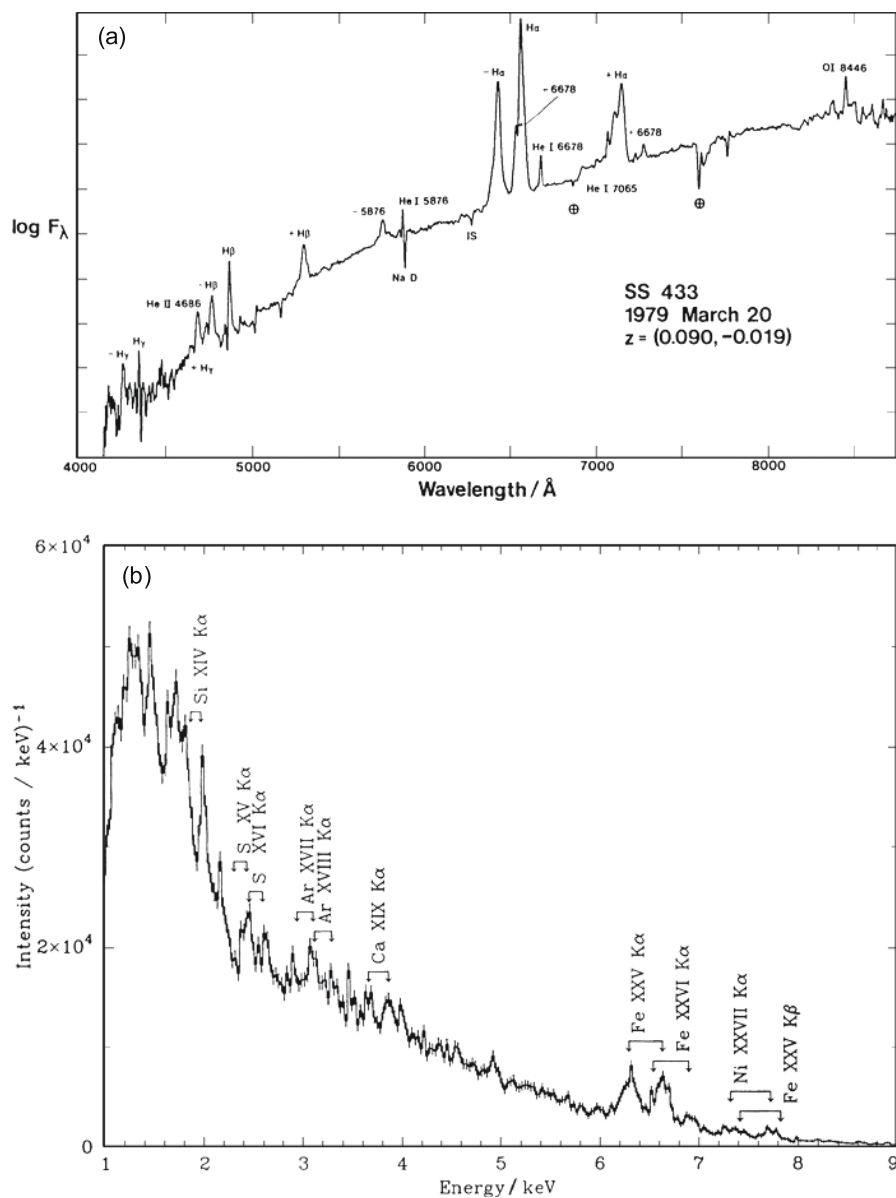 (a)
Hα
- Hα
+ Hα
OI 8446
- 6678
+ 6678
He I 6678
He I 7065
⊕
⊕
- 5876
He I 5876
IS
Na D
+ Hβ
Hβ
- Hβ
He II 4686
- Hγ
Hγ
+ Hγ
log Fλ
SS 433
1979 March 20
z = (0.090, -0.019)
4000 5000 6000 7000 8000
Wavelength / Å
(b)
6×10⁴
4×10⁴
2×10⁴
0
Intensity (counts / keV)⁻¹
Si XIV Kα
S XV Kα
S XVI Kα
Ar XVII Kα
Ar XVIII Kα
Ca XIX Kα
Fe XXV Kα
Fe XXVI Kα
Ni XXVII Kα
Fe XXV Kβ
1 2 3 4 5 6 7 8 9
Energy / keV